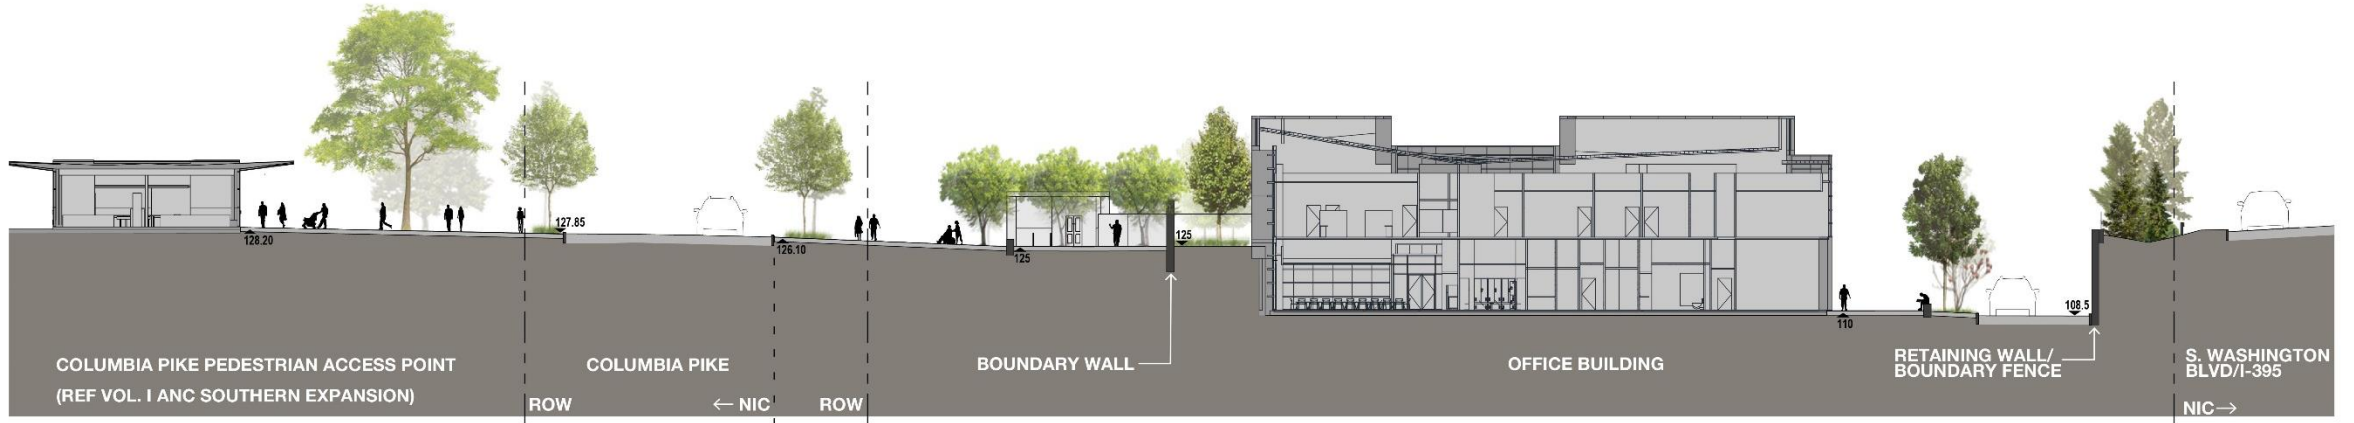 128.20
127.85
126.10
125
125
110
108.5
COLUMBIA PIKE PEDESTRIAN ACCESS POINT
(REF VOL. I ANC SOUTHERN EXPANSION)
COLUMBIA PIKE
BOUNDARY WALL
OFFICE BUILDING
RETAINING WALL/
BOUNDARY FENCE
S. WASHINGTON
BLVD/I-395
ROW
← NIC
ROW
NIC→